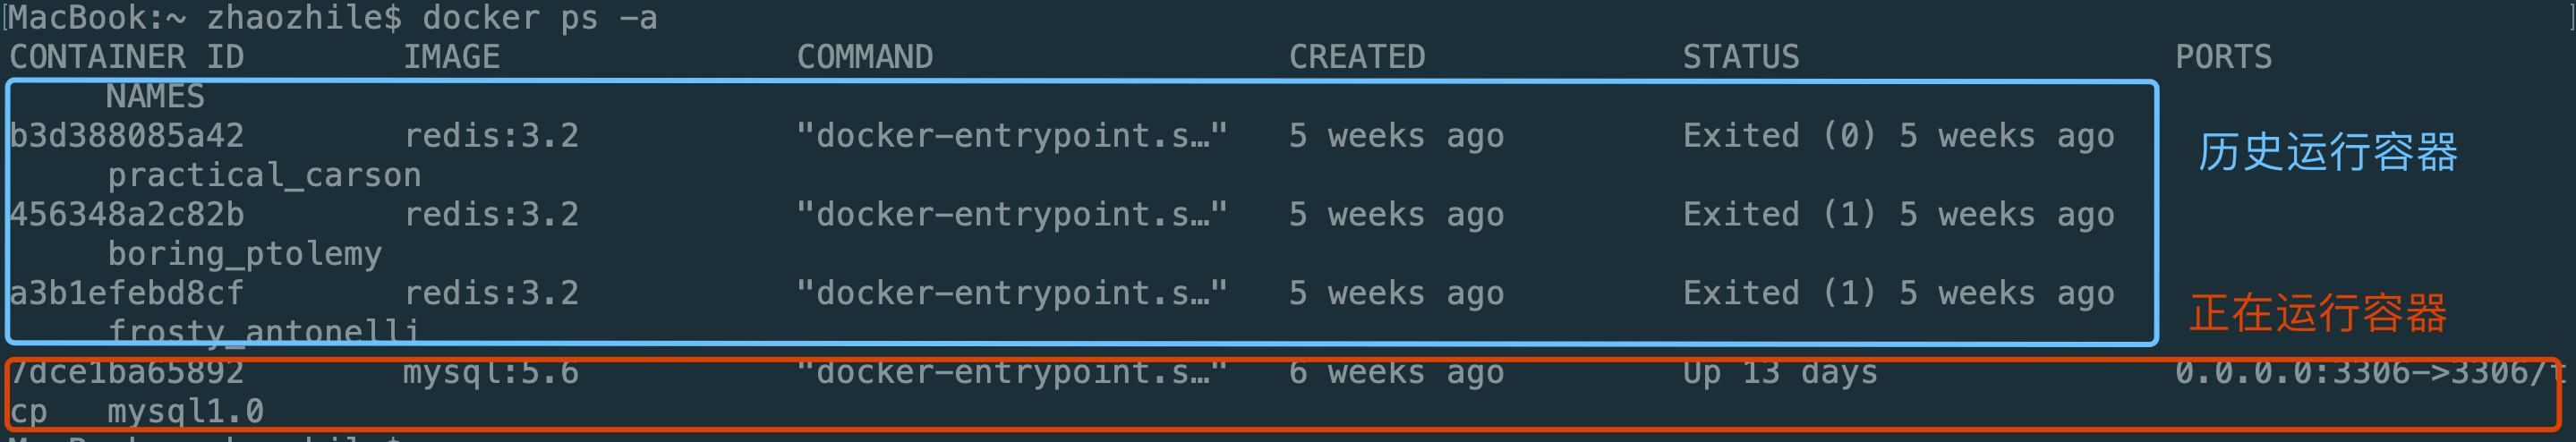 [MacBook:~ zhaozhile$ docker ps -a ]
CONTAINER ID IMAGE COMMAND CREATED STATUS PORTS
NAMES
b3d388085a42 redis:3.2 "docker-entrypoint.s…" 5 weeks ago Exited (0) 5 weeks ago
历史运行容器
practical_carson
456348a2c82b redis:3.2 "docker-entrypoint.s…" 5 weeks ago Exited (1) 5 weeks ago
boring_ptolemy
a3b1efebd8cf redis:3.2 "docker-entrypoint.s…" 5 weeks ago Exited (1) 5 weeks ago
正在运行容器
frosty_antonelli
7dce1ba65892 mysql:5.6 "docker-entrypoint.s…" 6 weeks ago Up 13 days 0.0.0.0:3306->3306/t
cp mysql1.0